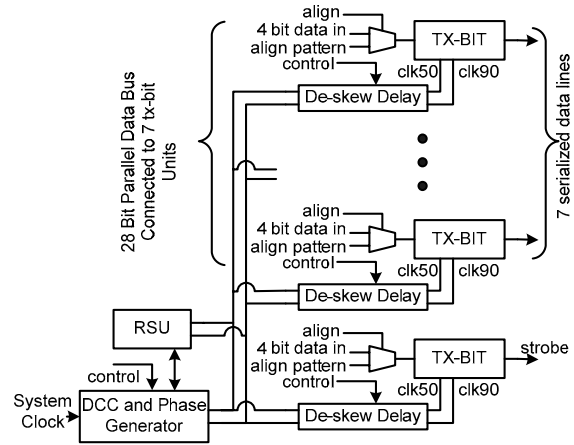 align
4 bit data in
align pattern
control
TX-BIT
clk50
clk90
De-skew Delay
28 Bit Parallel Data Bus
Connected to 7 tx-bit
Units
7 serialized data lines
align
4 bit data in
align pattern
control
TX-BIT
clk50
clk90
De-skew Delay
RSU
align
4 bit data in
align pattern
control
TX-BIT
strobe
clk50
clk90
De-skew Delay
control
System
Clock
DCC and Phase
Generator